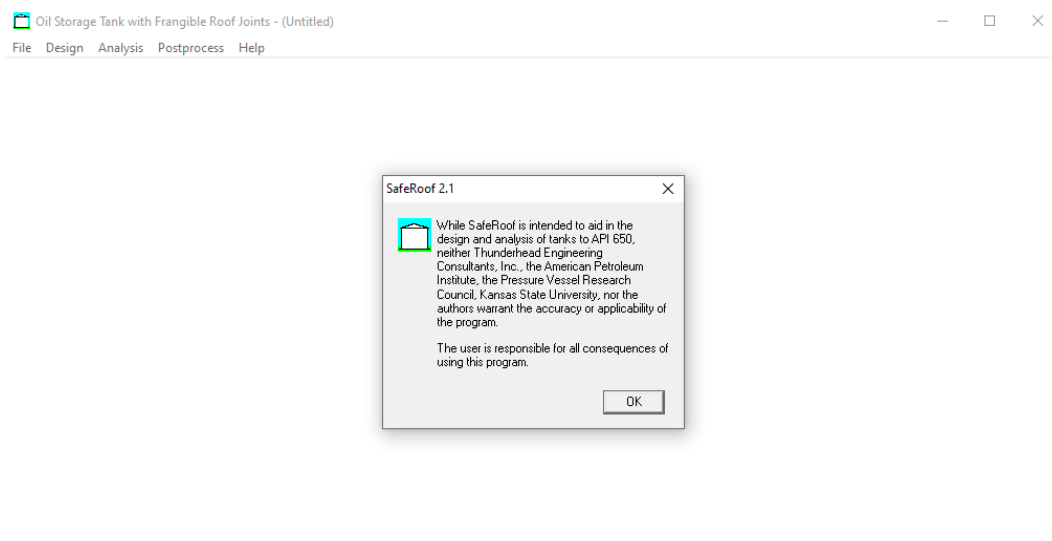 Oil Storage Tank with Frangible Roof Joints - (Untitled)
File Design Analysis Postprocess Help
SafeRoof 2.1
While SafeRoof is intended to aid in the
design and analysis of tanks to API 650,
neither Thunderhead Engineering
Consultants, Inc., the American Petroleum
Institute, the Pressure Vessel Research
Council, Kansas State University, nor the
authors warrant the accuracy or applicability of
the program.
The user is responsible for all consequences of
using this program.
OK